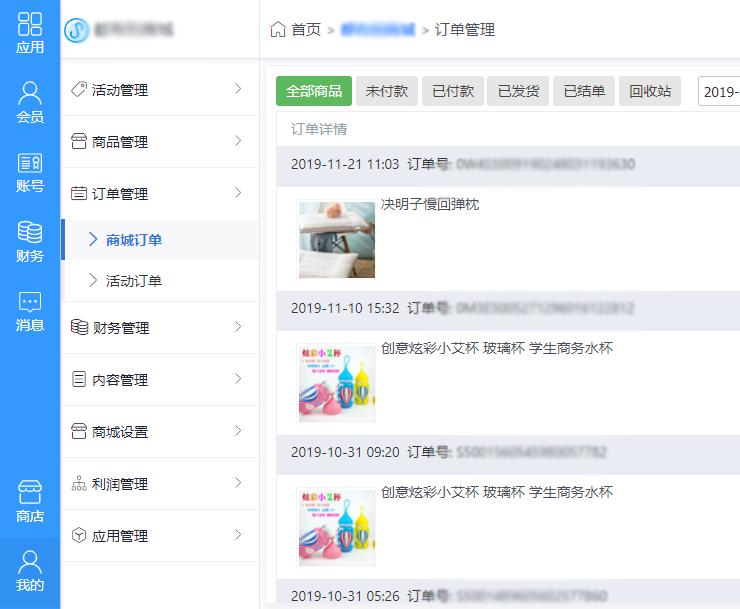 应用
会员
账号
财务
消息
商店
我的
活动管理
商品管理
订单管理
商城订单
活动订单
财务管理
内容管理
商城设置
利润管理
应用管理
首页 > > 订单管理
全部商品 未付款 已付款 已发货 已结单 回收站 2019-
订单详情
2019-11-21 11:03 订单号:
决明子慢回弹枕
2019-11-10 15:32 订单号:
创意炫彩小艾杯 玻璃杯 学生商务水杯
炫彩小艾杯
2019-10-31 09:20 订单号:
创意炫彩小艾杯 玻璃杯 学生商务水杯
炫彩小艾杯
2019-10-31 05:26 订单号: